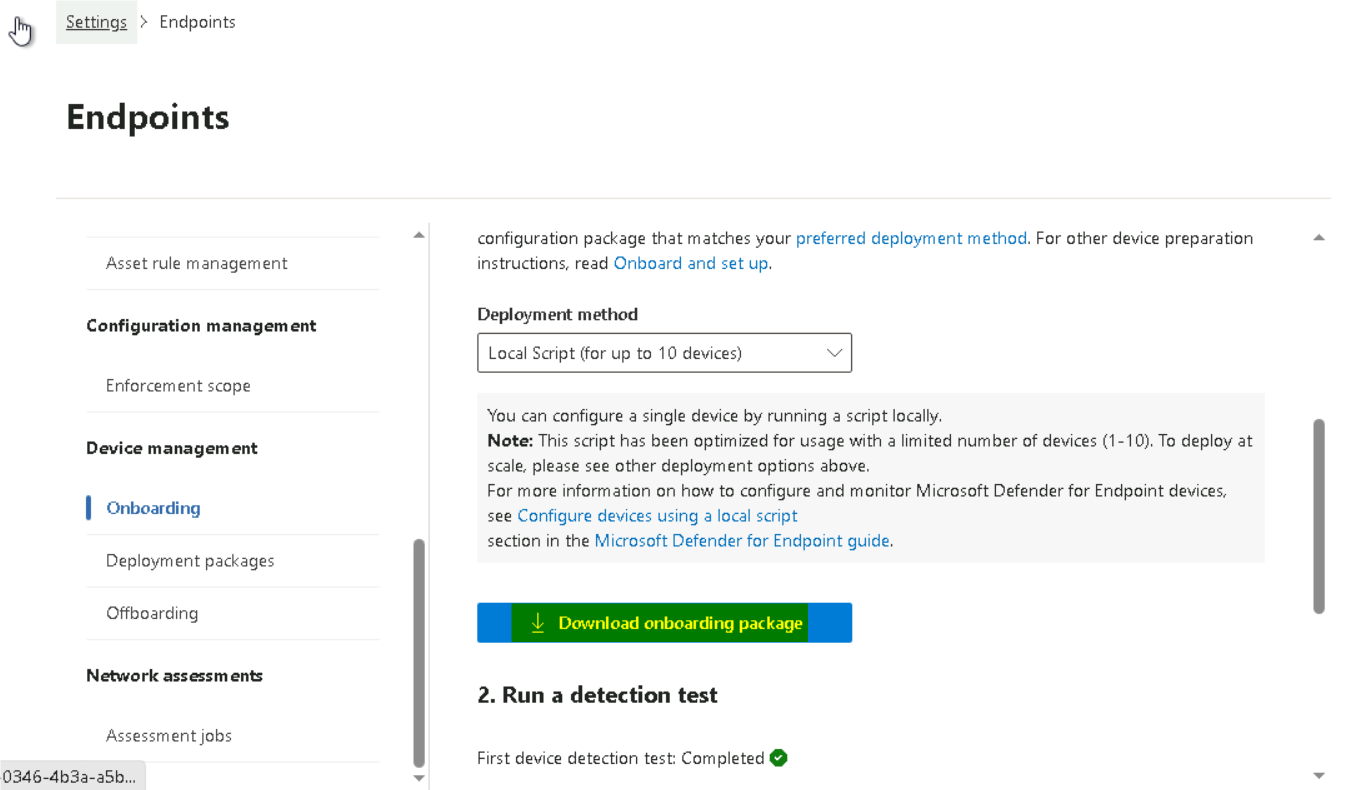 Settings > Endpoints
Endpoints
Asset rule management
Configuration management
Enforcement scope
Device management
Onboarding
Deployment packages
Offboarding
Network assessments
Assessment jobs
-0346-4b3a-a5b...
configuration package that matches your preferred deployment method. For other device preparation
instructions, read Onboard and set up.
Deployment method
Local Script (for up to 10 devices)
You can configure a single device by running a script locally.
Note: This script has been optimized for usage with a limited number of devices (1-10). To deploy at
scale, please see other deployment options above.
For more information on how to configure and monitor Microsoft Defender for Endpoint devices,
see Configure devices using a local script
section in the Microsoft Defender for Endpoint guide.
Download onboarding package
2. Run a detection test
First device detection test: Completed